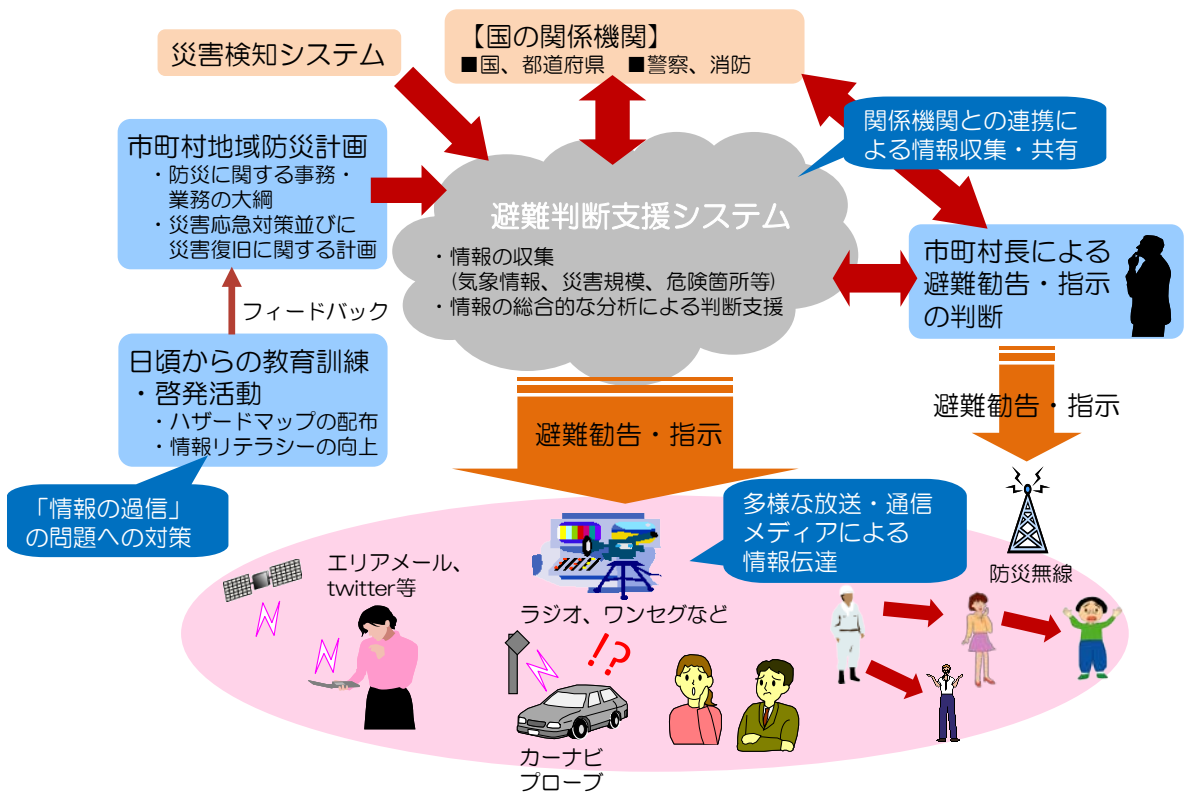 災害検知システム
【国の関係機関】
■国、都道府県　■警察、消防
関係機関との連携に
よる情報収集・共有
市町村地域防災計画
・防災に関する事務・
業務の大綱
・災害応急対策並びに
災害復旧に関する計画
避難判断支援システム
・情報の収集
(気象情報、災害規模、危険箇所等)
・情報の総合的な分析による判断支援
市町村長による
避難勧告・指示
の判断
フィードバック
日頃からの教育訓練
・啓発活動
・ハザードマップの配布
・情報リテラシーの向上
避難勧告・指示
避難勧告・指示
「情報の過信」
の問題への対策
多様な放送・通信
メディアによる
情報伝達
エリアメール、
twitter等
ラジオ、ワンセグなど
防災無線
!?
カーナビ
プローブ